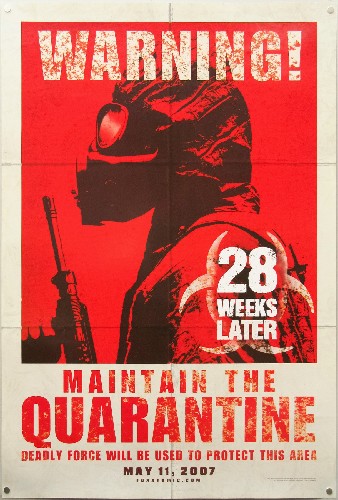 WARNING!
28
WEEKS
LATER
MAINTAIN THE
QUARANTINE
DEADLY FORCE WILL BE USED TO PROTECT THIS AREA
MAY 11, 2007